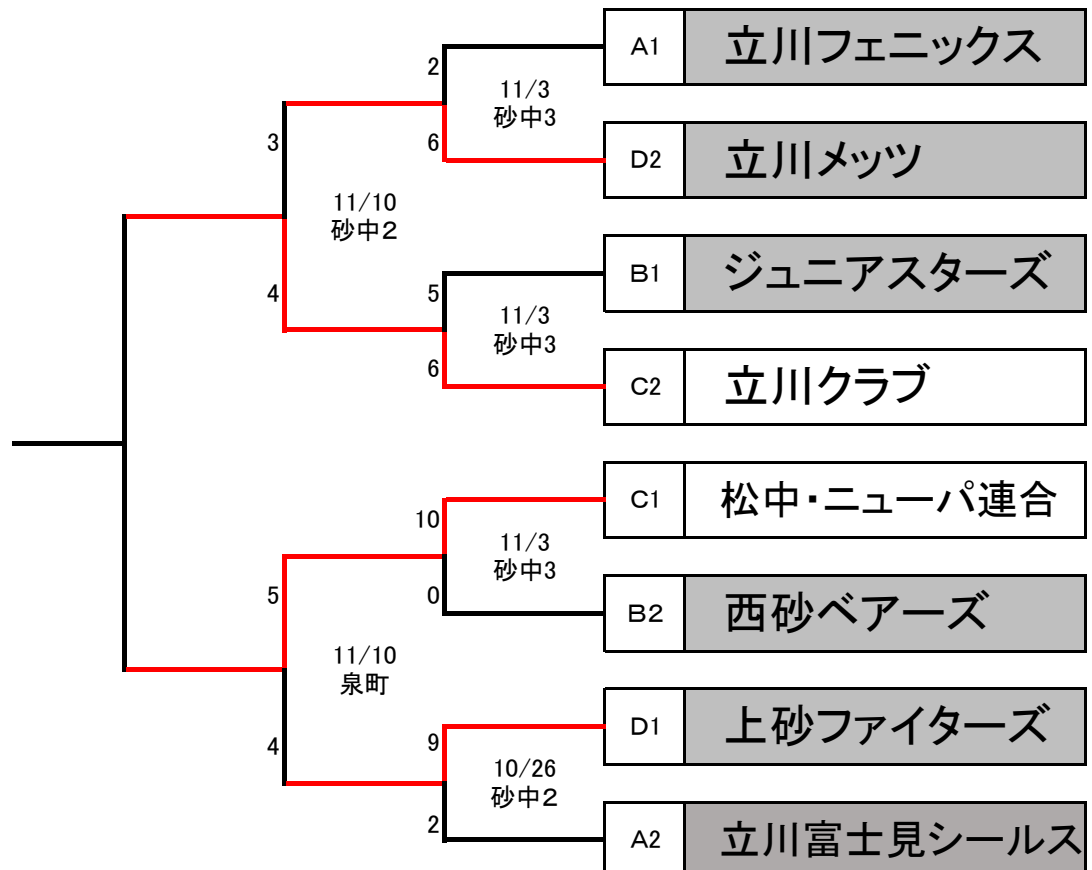 A1 立川フェニックス
2
11/3
砂中3
3
6
D2 立川メッツ
11/10
砂中2
B1 ジュニアスターズ
4
5
11/3
砂中3
6
C2 立川クラブ
C1 松中・ニューパ連合
10
11/3
砂中3
5
0
B2 西砂ベアーズ
11/10
泉町
D1 上砂ファイターズ
4
9
10/26
砂中2
2
A2 立川富士見シールス